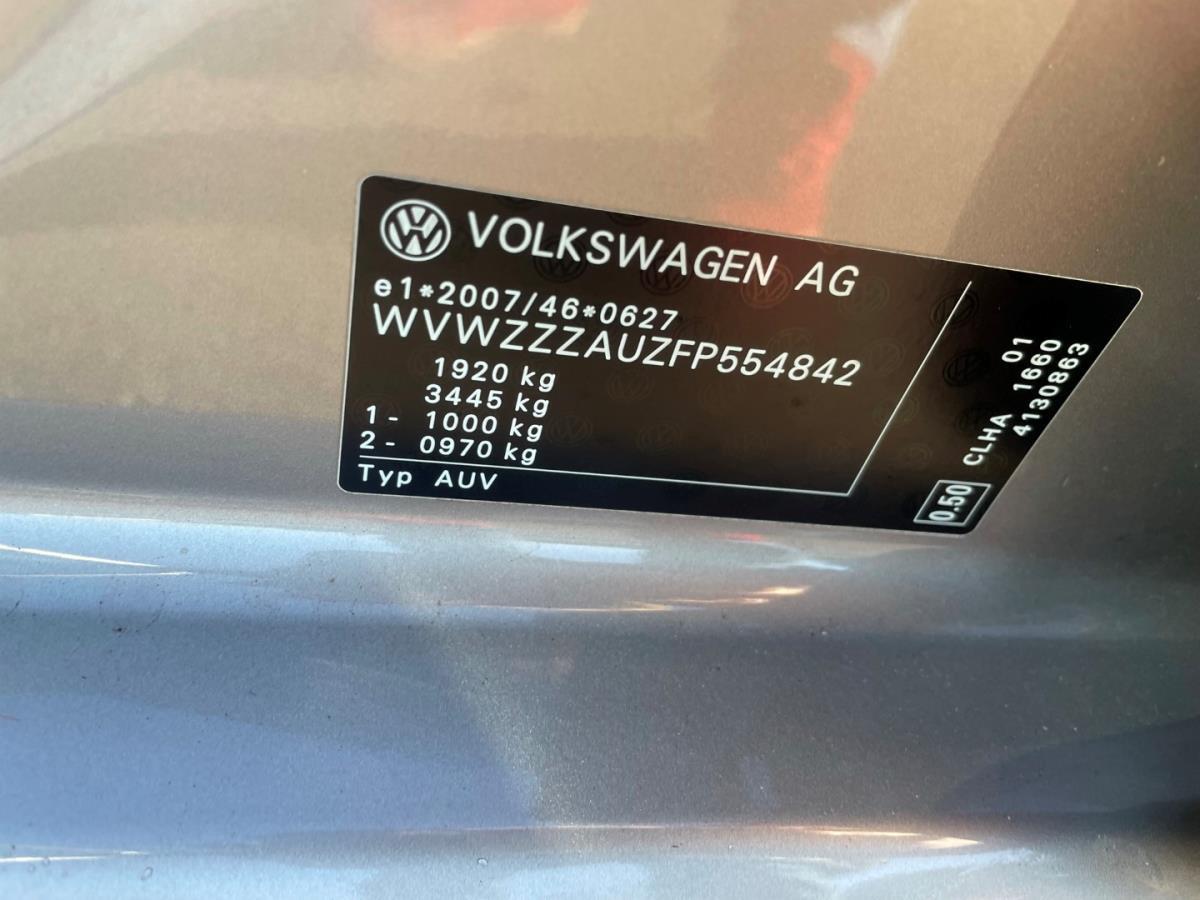 VOLKSWAGEN AG
e1*2007/46*0627
WVWZZZAUZFP554842
1920 kg
3445 kg
1- 1000 kg
2- 0970 kg
Typ AUV
0.50 CLHA 01
1660
4130863